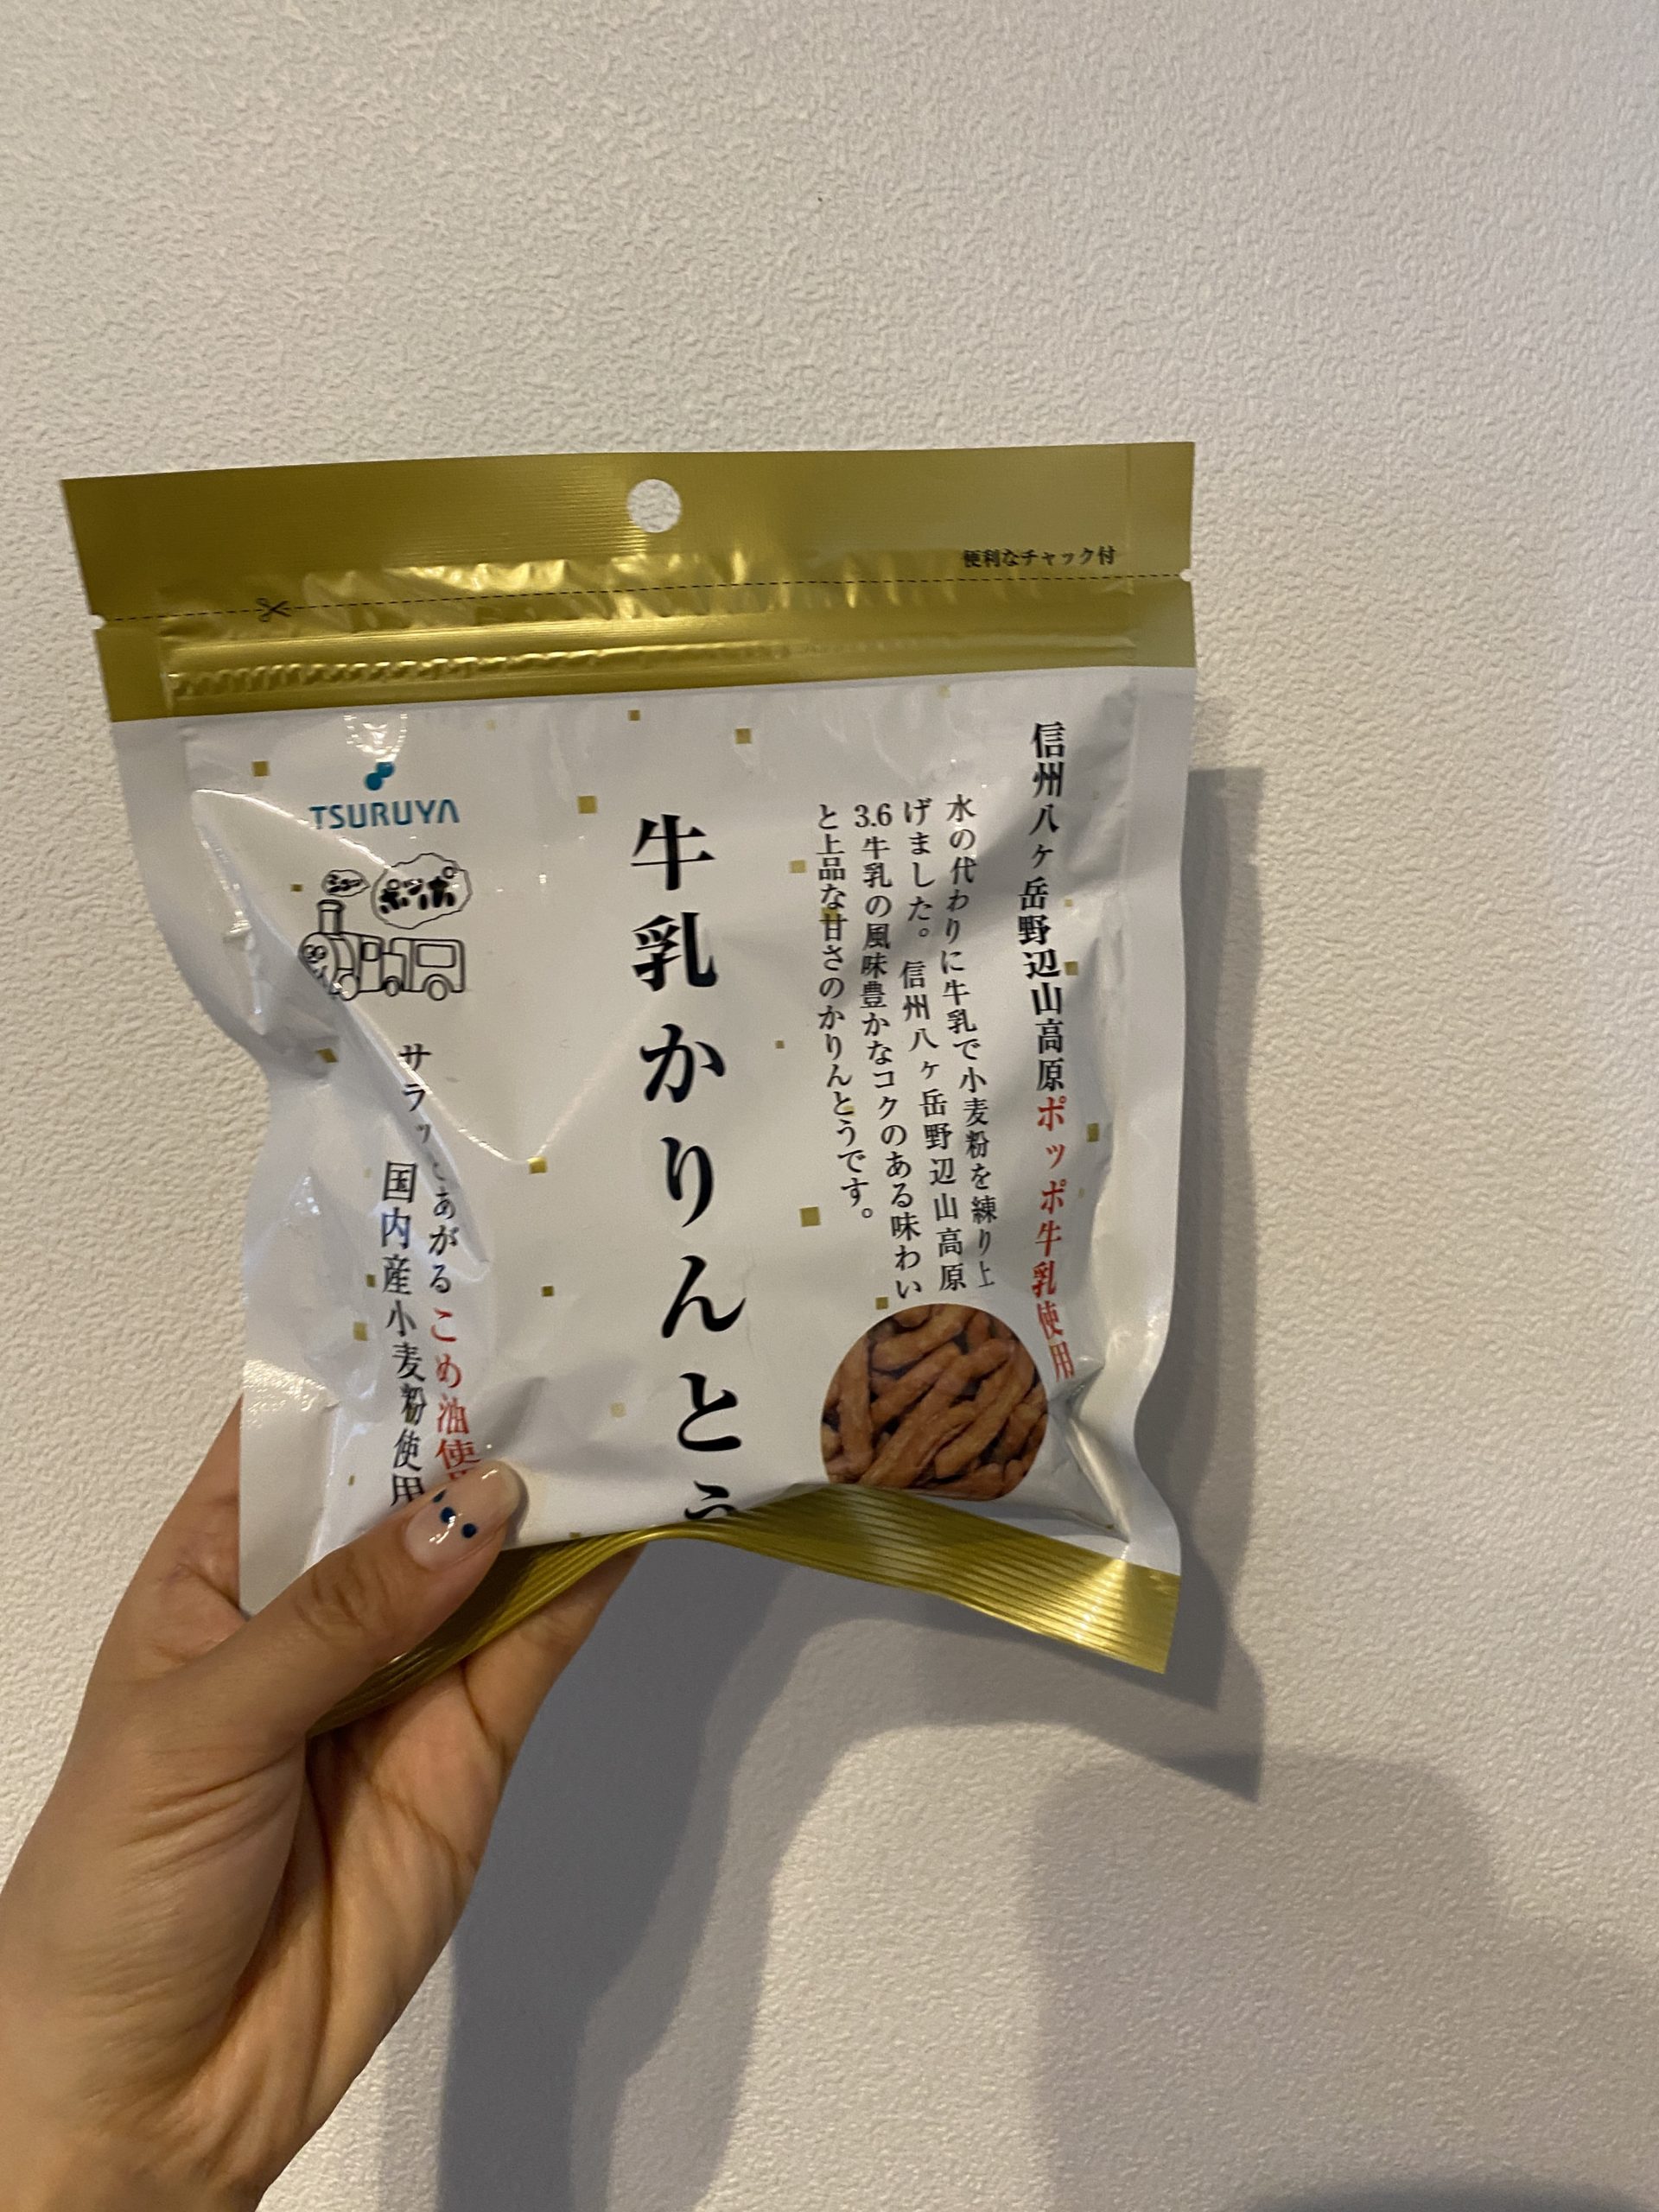 便利なチャック付
信州八ヶ岳野辺山高原ポッポ牛乳使用
水の代わりに牛乳で小麦粉を練り上
げました。信州八ヶ岳野辺山高原
3.6牛乳の風味豊かなコクのある味わい
と上品な甘さのかりんとうです。
牛乳かりんとう
TSURUYA
ポッポ
サラッとあがるこめ油使用
国内産小麦粉使用